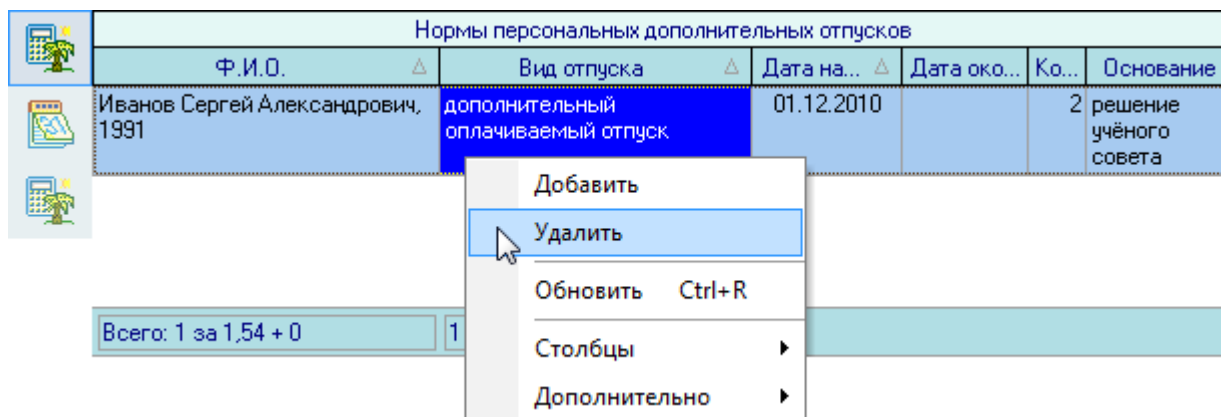 Нормы персональных дополнительных отпусков
Ф.И.О. Вид отпуска Дата на... Дата око... Ко... Основание
Иванов Сергей Александрович, 1991
дополнительный оплачиваемый отпуск
01.12.2010
2
решение учёного совета
Добавить
Удалить
Обновить Ctrl+R
Столбцы
Дополнительно
Всего: 1 за 1,54 + 0
1